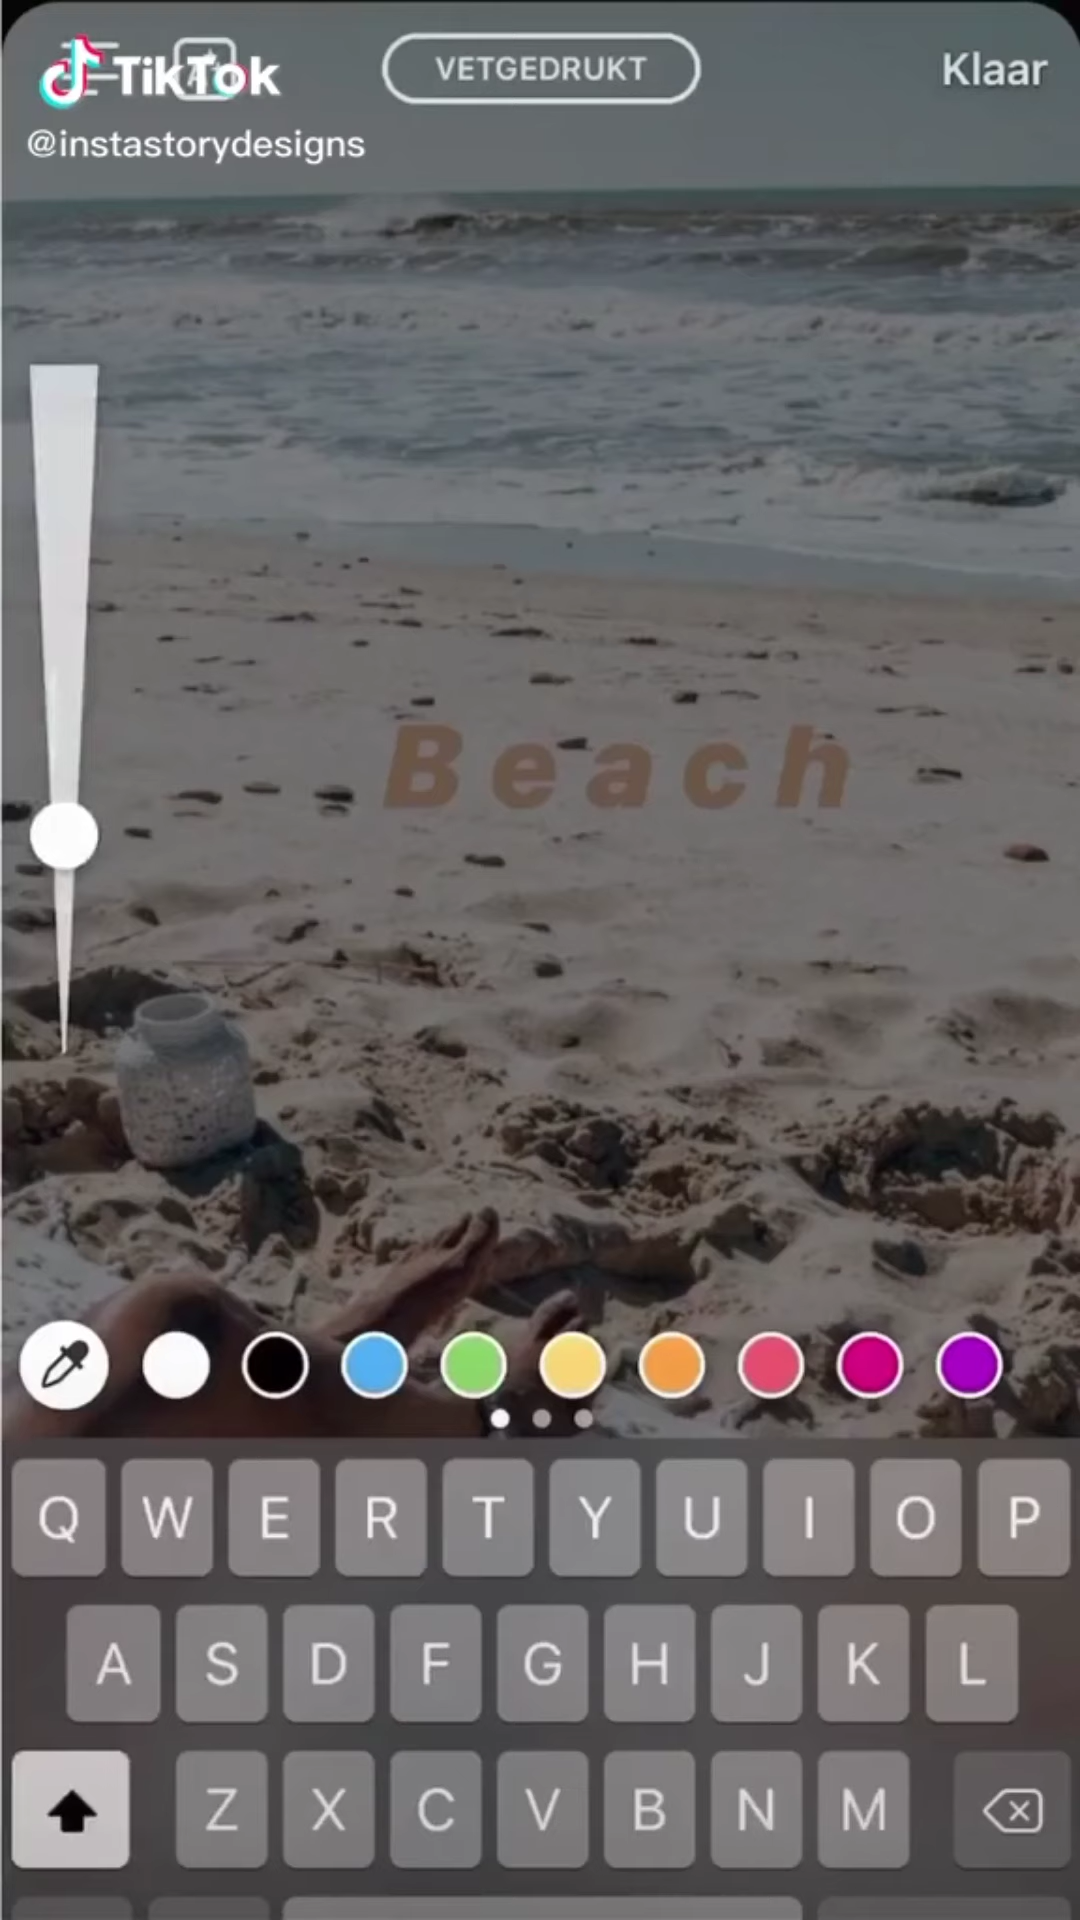 TikTok
VETGEDRUKT
Klaar
@instastorydesigns
Beach
Q W E R T Y U I O P
A S D F G H J K L
Z X C V B N M